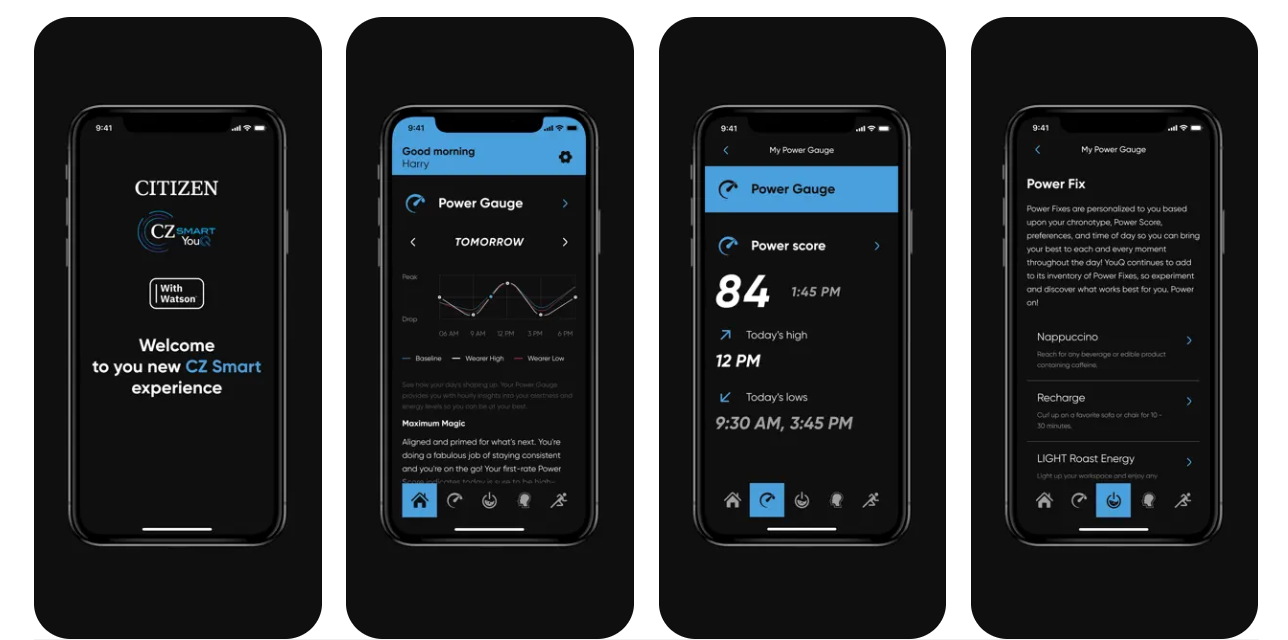 9:41
CITIZEN
CZ SMART
YouQ
With
Watson
Welcome
to you new CZ Smart
experience
9:41
Good morning
Harry
Power Gauge
TOMORROW
Peak
Drop
06 AM 9 AM 12 PM 3 PM 6 PM
Baseline Wearer High Wearer Low
See how your day's shaping up. Your Power Gauge
provides you with hourly insights into your alertness and
energy levels so you can be at your best.
Maximum Magic
Aligned and primed for what's next. You're
doing a fabulous job of staying consistent
and you're on the go! Your first-rate Power
Score indicates today is sure to be high-
9:41
My Power Gauge
Power Gauge
Power score
84 1:45 PM
Today's high
12 PM
Today's lows
9:30 AM, 3:45 PM
9:41
My Power Gauge
Power Fix
Power Fixes are personalized to you based
upon your chronotype, Power Score,
preferences, and time of day so you can bring
your best to each and every moment
throughout the day! YouQ continues to add
to its inventory of Power Fixes, so experiment
and discover what works best for you. Power
on!
Nappuccino
Reach for any beverage or edible product
containing caffeine.
Recharge
Curl up on a favorite sofa or chair for 10 -
30 minutes.
LIGHT Roast Energy
Light up your workspace and enjoy any